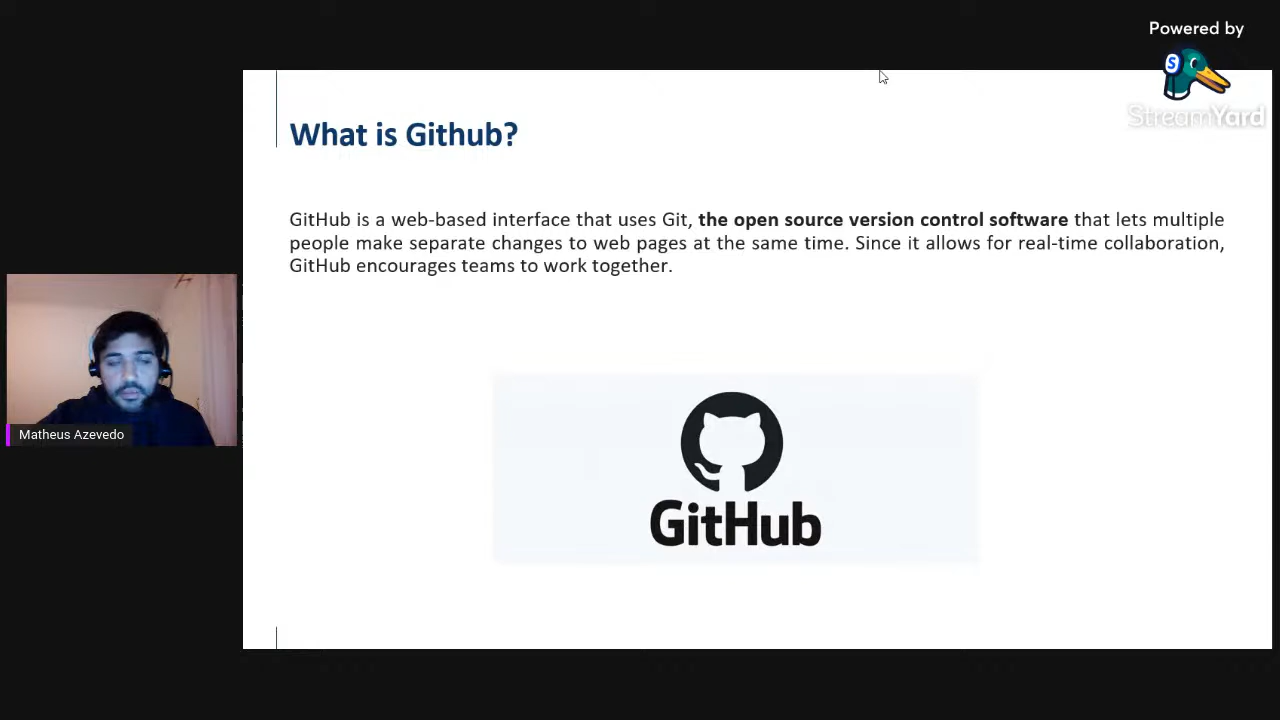 Powered by
StreamYard
What is Github?
GitHub is a web-based interface that uses Git, the open source version control software that lets multiple
people make separate changes to web pages at the same time. Since it allows for real-time collaboration,
GitHub encourages teams to work together.
Matheus Azevedo
GitHub